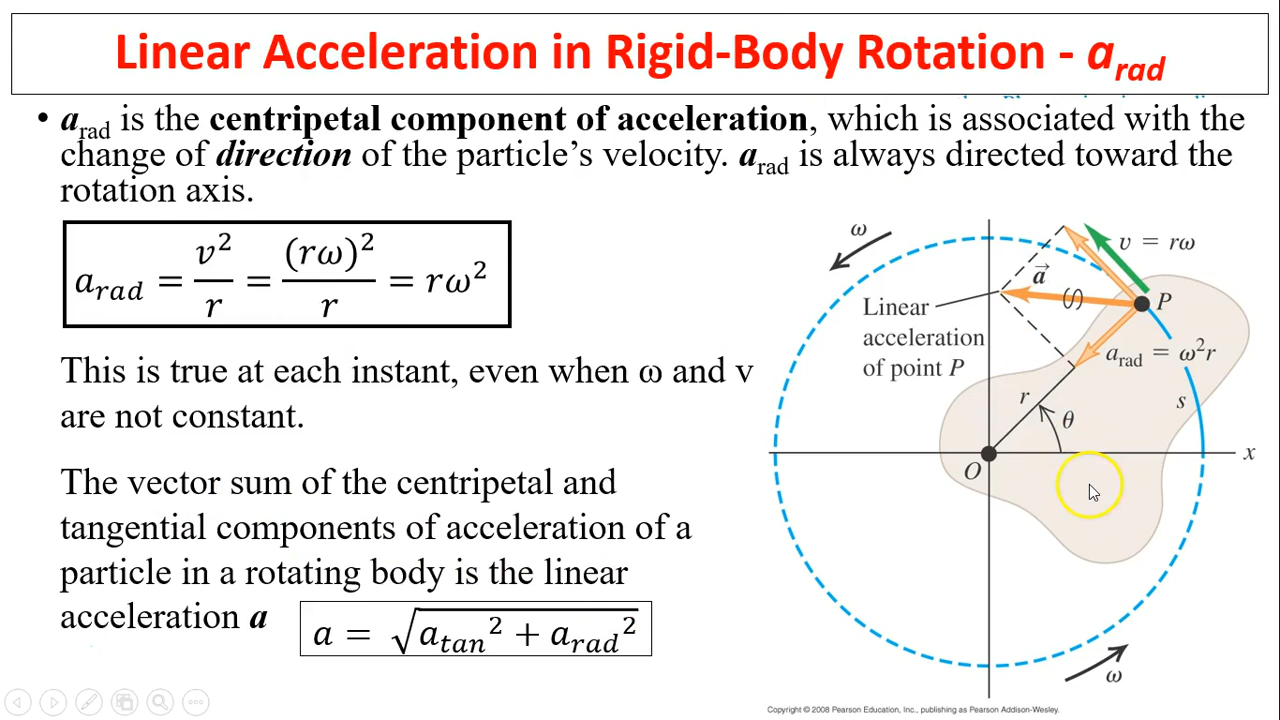 Linear Acceleration in Rigid-Body Rotation - a_rad
• a_rad is the centripetal component of acceleration, which is associated with the
change of direction of the particle's velocity. a_rad is always directed toward the
rotation axis.
a_rad = v²/r = (rω)²/r = rω²
This is true at each instant, even when ω and v
are not constant.
The vector sum of the centripetal and
tangential components of acceleration of a
particle in a rotating body is the linear
acceleration a
a = √(a_tan² + a_rad²)
ω
v = rω
a⃗
P
Linear
acceleration
of point P
a_rad = ω²r
r
θ
s
O
x
ω
Copyright © 2008 Pearson Education, Inc., publishing as Pearson Addison-Wesley.